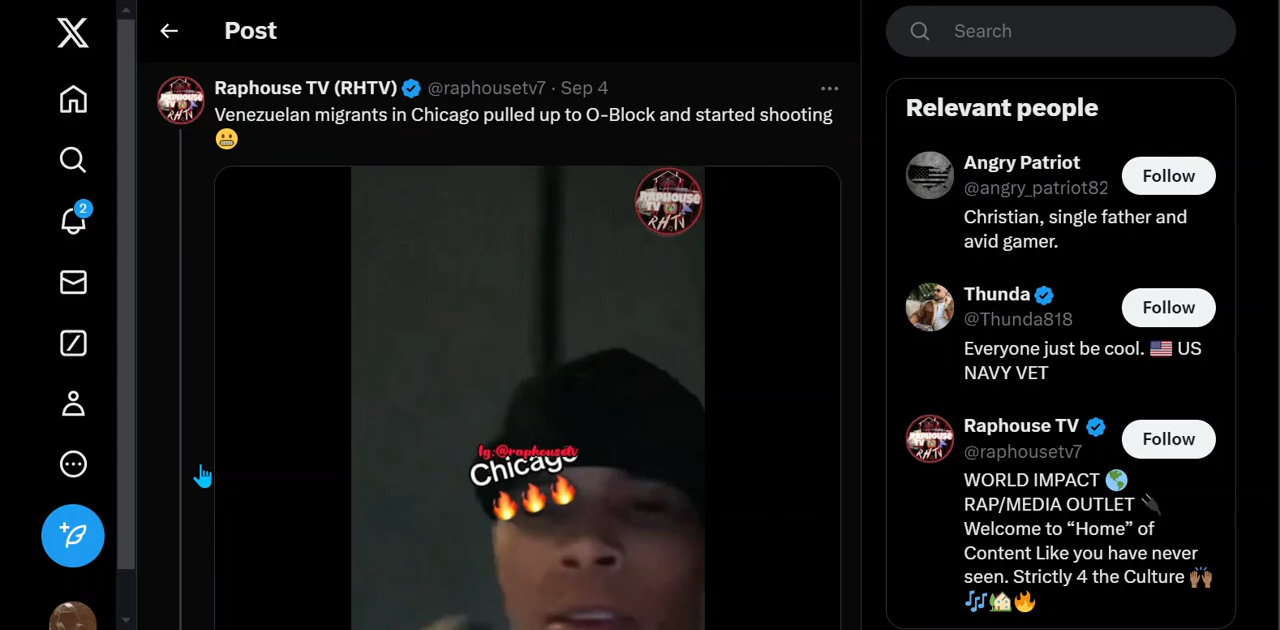 Post
Search
Raphouse TV (RHTV) @raphousetv7 · Sep 4
Venezuelan migrants in Chicago pulled up to O-Block and started shooting
😬
RAPHOUSE
TV
RHTV
Ig:@raphousetv
Chicago
🔥🔥🔥
2
Relevant people
Angry Patriot
@angry_patriot82
Follow
Christian, single father and
avid gamer.
Thunda
@Thunda818
Follow
Everyone just be cool. 🇺🇸 US
NAVY VET
Raphouse TV
@raphousetv7
Follow
WORLD IMPACT 🌎
RAP/MEDIA OUTLET 🔌
Welcome to “Home” of
Content Like you have never
seen. Strictly 4 the Culture 🙌🏾
🎶🏡🔥